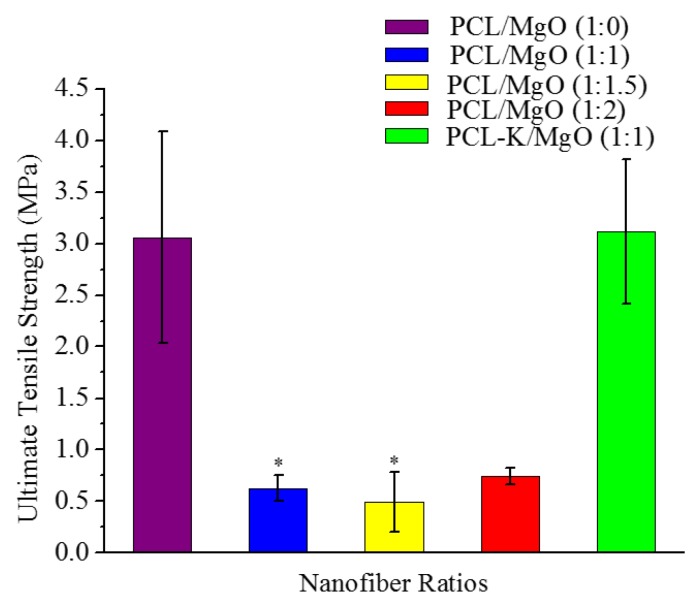 PCL/MgO (1:0)
PCL/MgO (1:1)
PCL/MgO (1:1.5)
PCL/MgO (1:2)
PCL-K/MgO (1:1)
Ultimate Tensile Strength (MPa)
4.5
4.0
3.5
3.0
2.5
2.0
1.5
1.0
0.5
0.0
*
*
Nanofiber Ratios